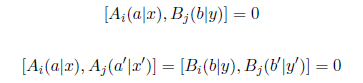 [A_i(a|x), B_j(b|y)] = 0
[A_i(a|x), A_j(a'|x')] = [B_i(b|y), B_j(b'|y')] = 0